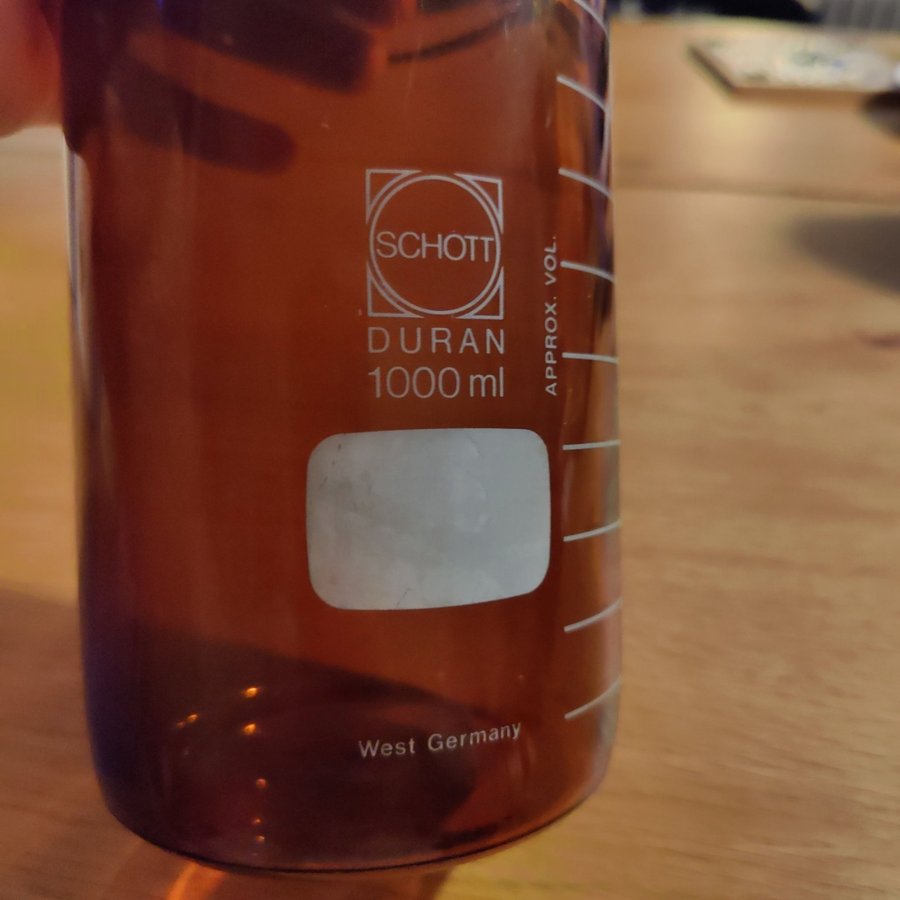 SCHOTT
DURAN
1000 ml
APPROX. VOL.
West Germany